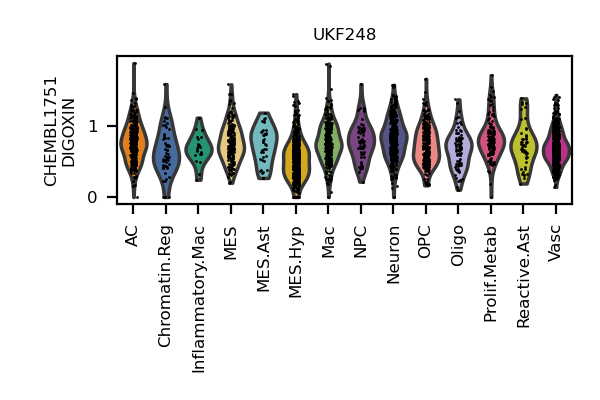 UKF248
CHEMBL1751
DIGOXIN
1
0
AC
Chromatin.Reg
Inflammatory.Mac
MES
MES.Ast
MES.Hyp
Mac
NPC
Neuron
OPC
Oligo
Prolif.Metab
Reactive.Ast
Vasc